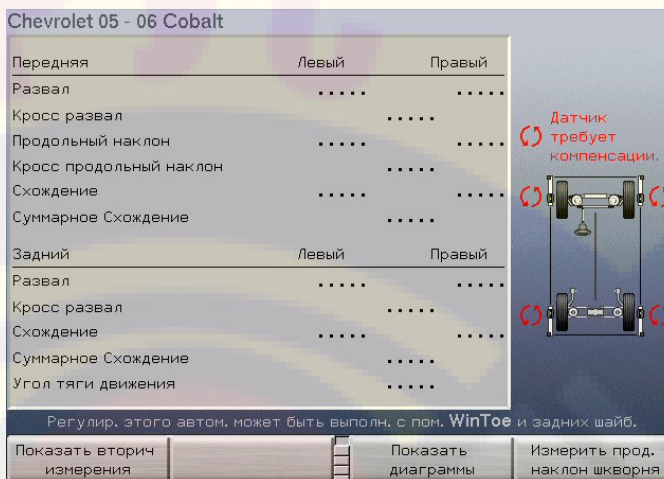 Chevrolet 05 - 06 Cobalt
Передняя Левый Правый
Развал ..... .....
Кросс развал .....
Продольный наклон ..... .....
Кросс продольный наклон .....
Схождение ..... .....
Суммарное Схождение .....
Задний Левый Правый
Развал ..... .....
Кросс развал .....
Схождение ..... .....
Суммарное Схождение .....
Угол тяги движения .....
Датчик
требует
компенсации.
Регулир. этого автом. может быть выполн. с пом. WinToe и задних шайб.
Показать вторич
измерения
Показать
диаграммы
Измерить прод.
наклон шкворня